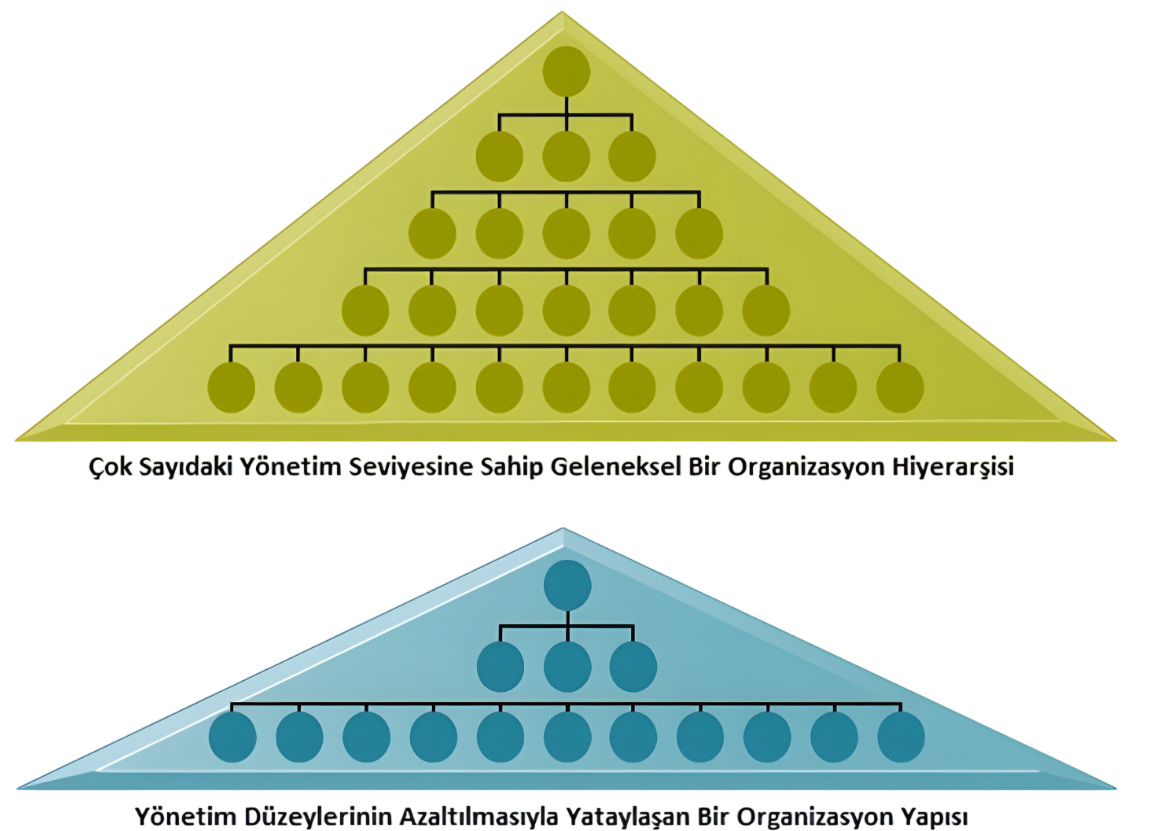 Çok Sayıdaki Yönetim Seviyesine Sahip Geleneksel Bir Organizasyon Hiyerarşisi
Yönetim Düzeylerinin Azaltılmasıyla Yataylaşan Bir Organizasyon Yapısı